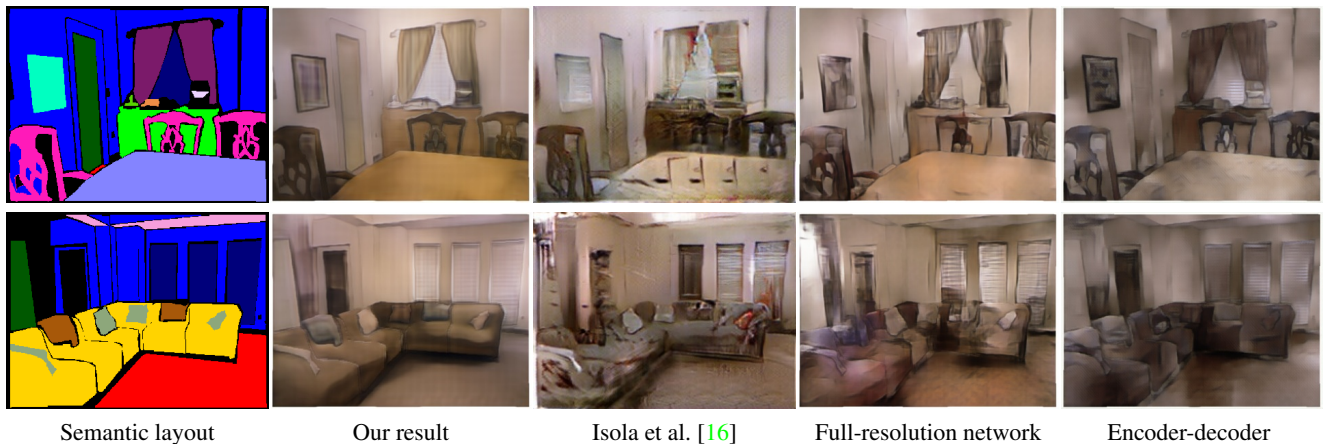 Semantic layout
Our result
Isola et al. [16]
Full-resolution network
Encoder-decoder